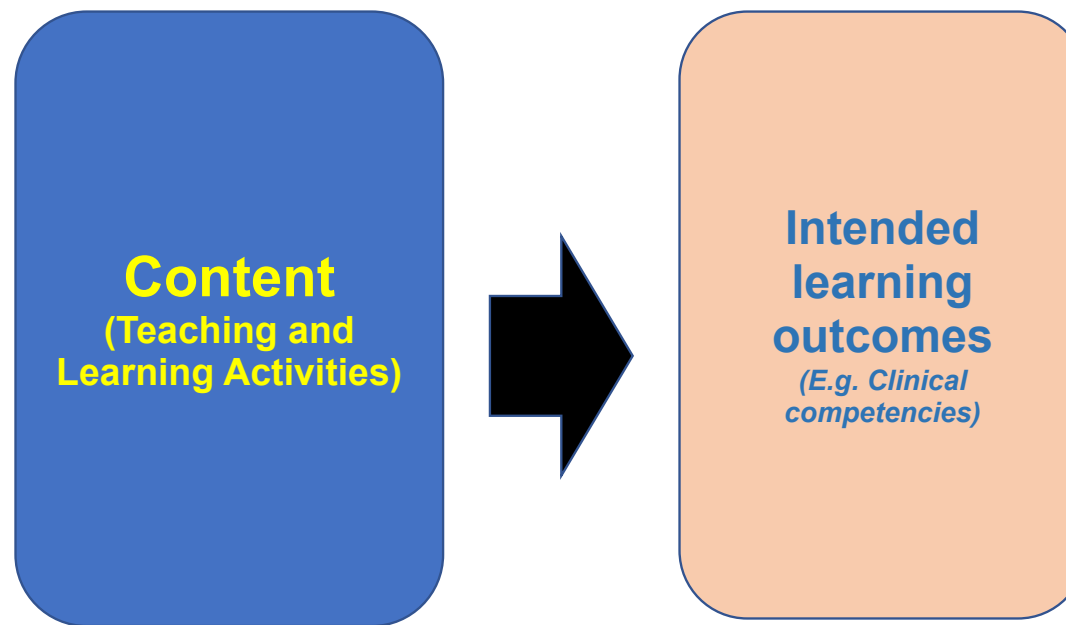 Content
(Teaching and
Learning Activities)
Intended
learning
outcomes
(E.g. Clinical
competencies)